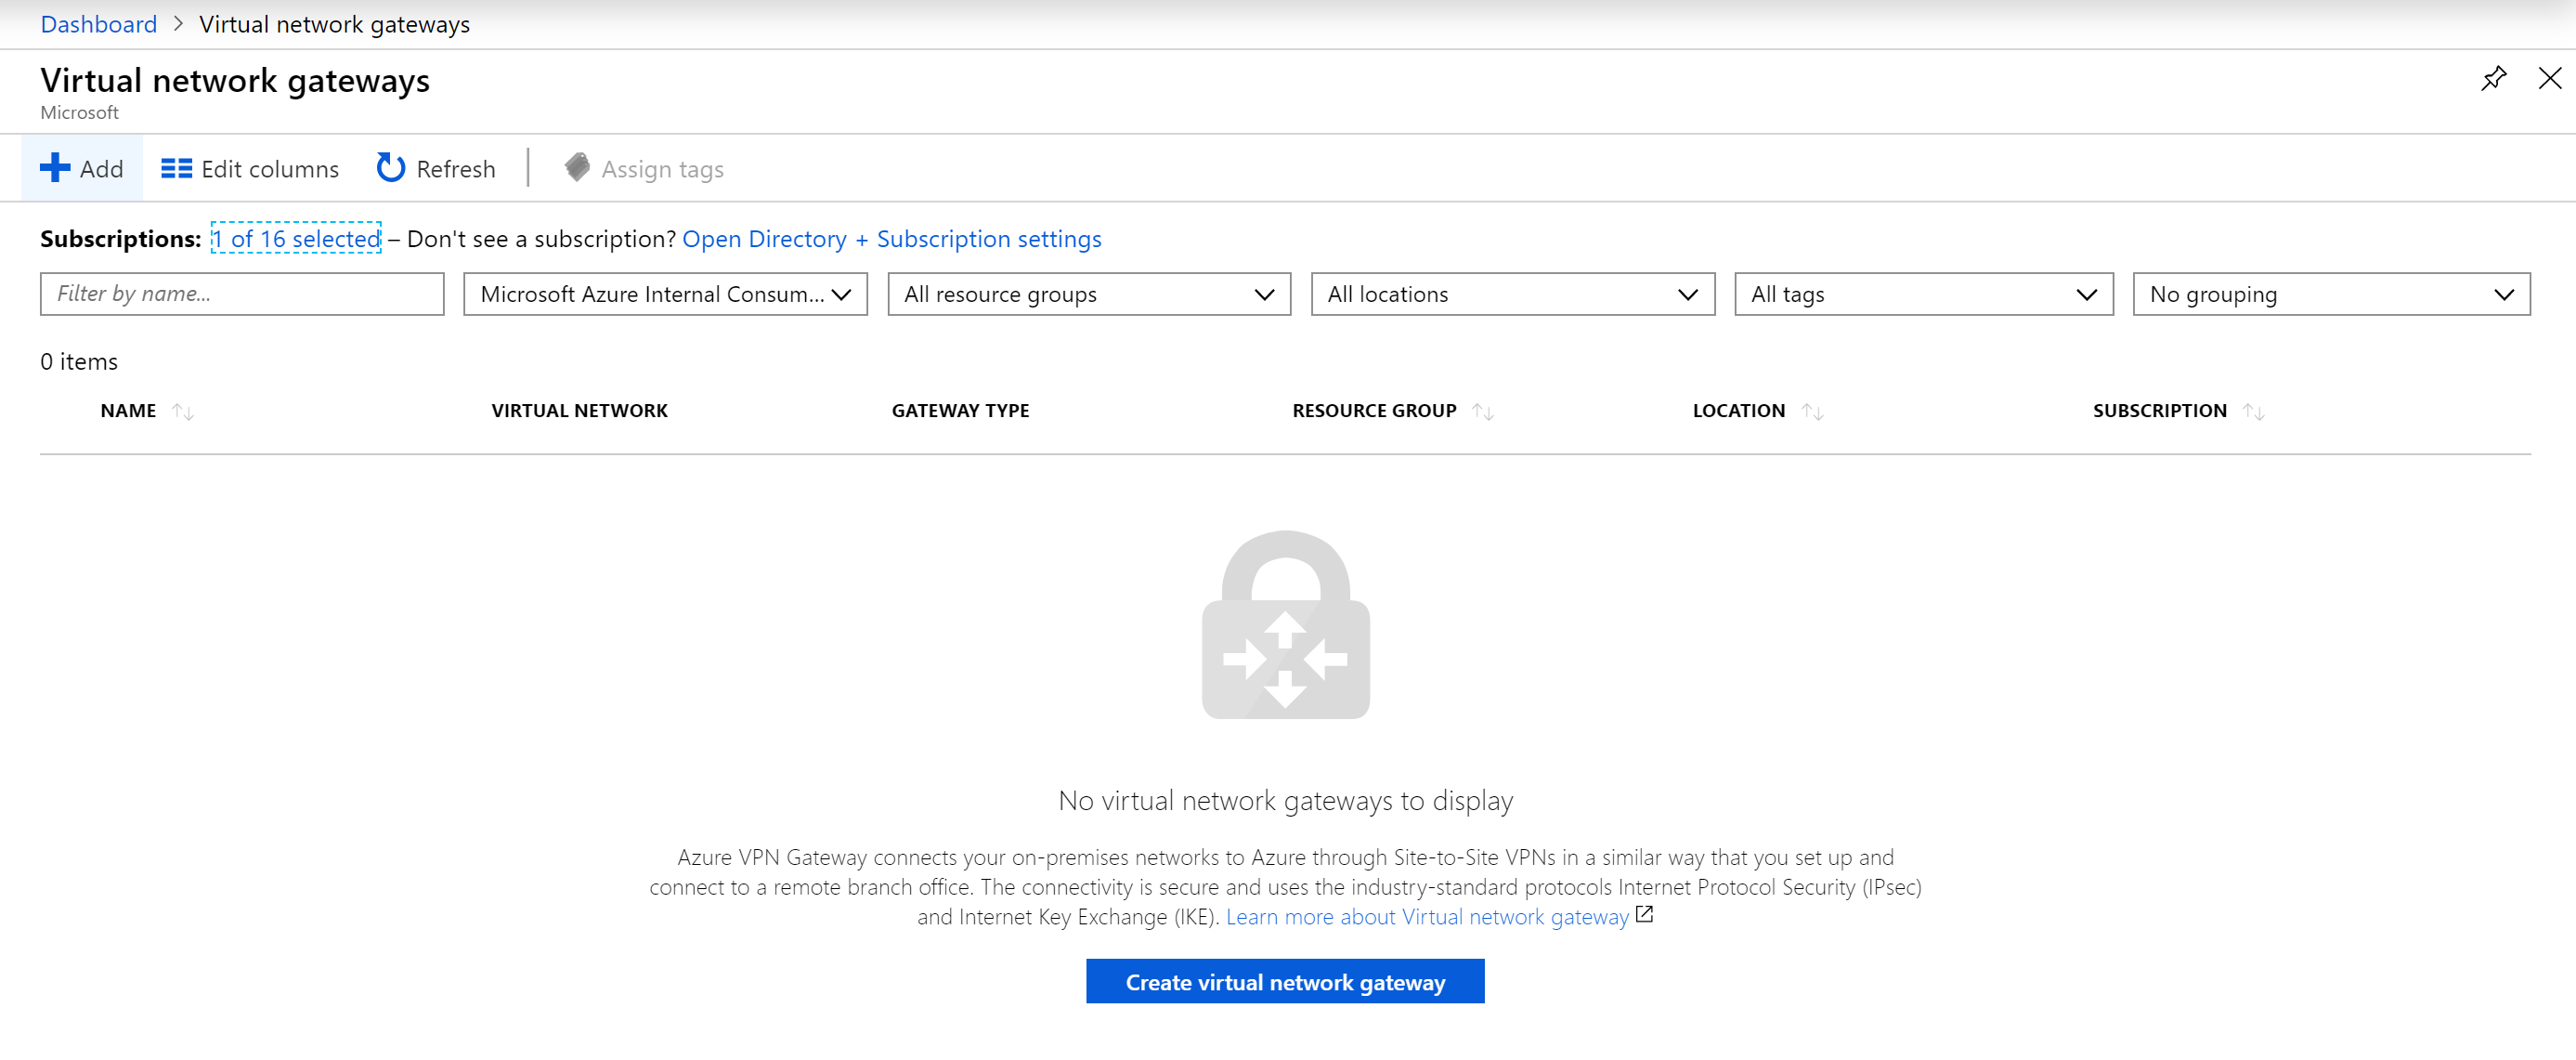 Dashboard > Virtual network gateways
Virtual network gateways
Microsoft
Add Edit columns Refresh Assign tags
Subscriptions: 1 of 16 selected – Don't see a subscription? Open Directory + Subscription settings
Filter by name... Microsoft Azure Internal Consum... All resource groups All locations All tags No grouping
0 items
NAME VIRTUAL NETWORK GATEWAY TYPE RESOURCE GROUP LOCATION SUBSCRIPTION
No virtual network gateways to display
Azure VPN Gateway connects your on-premises networks to Azure through Site-to-Site VPNs in a similar way that you set up and
connect to a remote branch office. The connectivity is secure and uses the industry-standard protocols Internet Protocol Security (IPsec)
and Internet Key Exchange (IKE). Learn more about Virtual network gateway
Create virtual network gateway